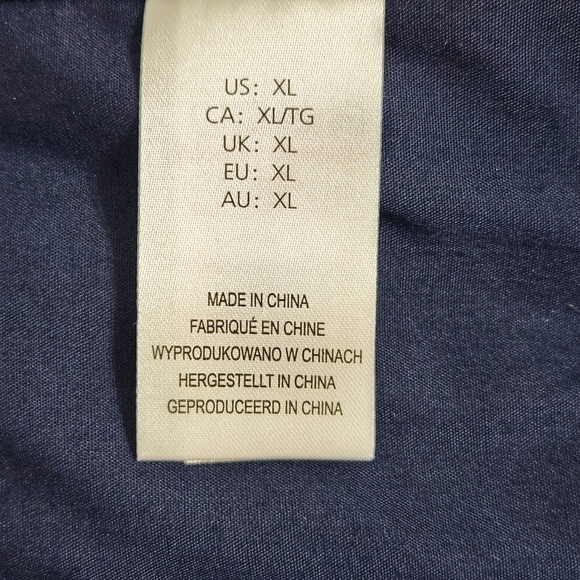 US: XL
CA: XL/TG
UK: XL
EU: XL
AU: XL
MADE IN CHINA
FABRIQUÉ EN CHINE
WYPRODUKOWANO W CHINACH
HERGESTELLT IN CHINA
GEPRODUCEERD IN CHINA